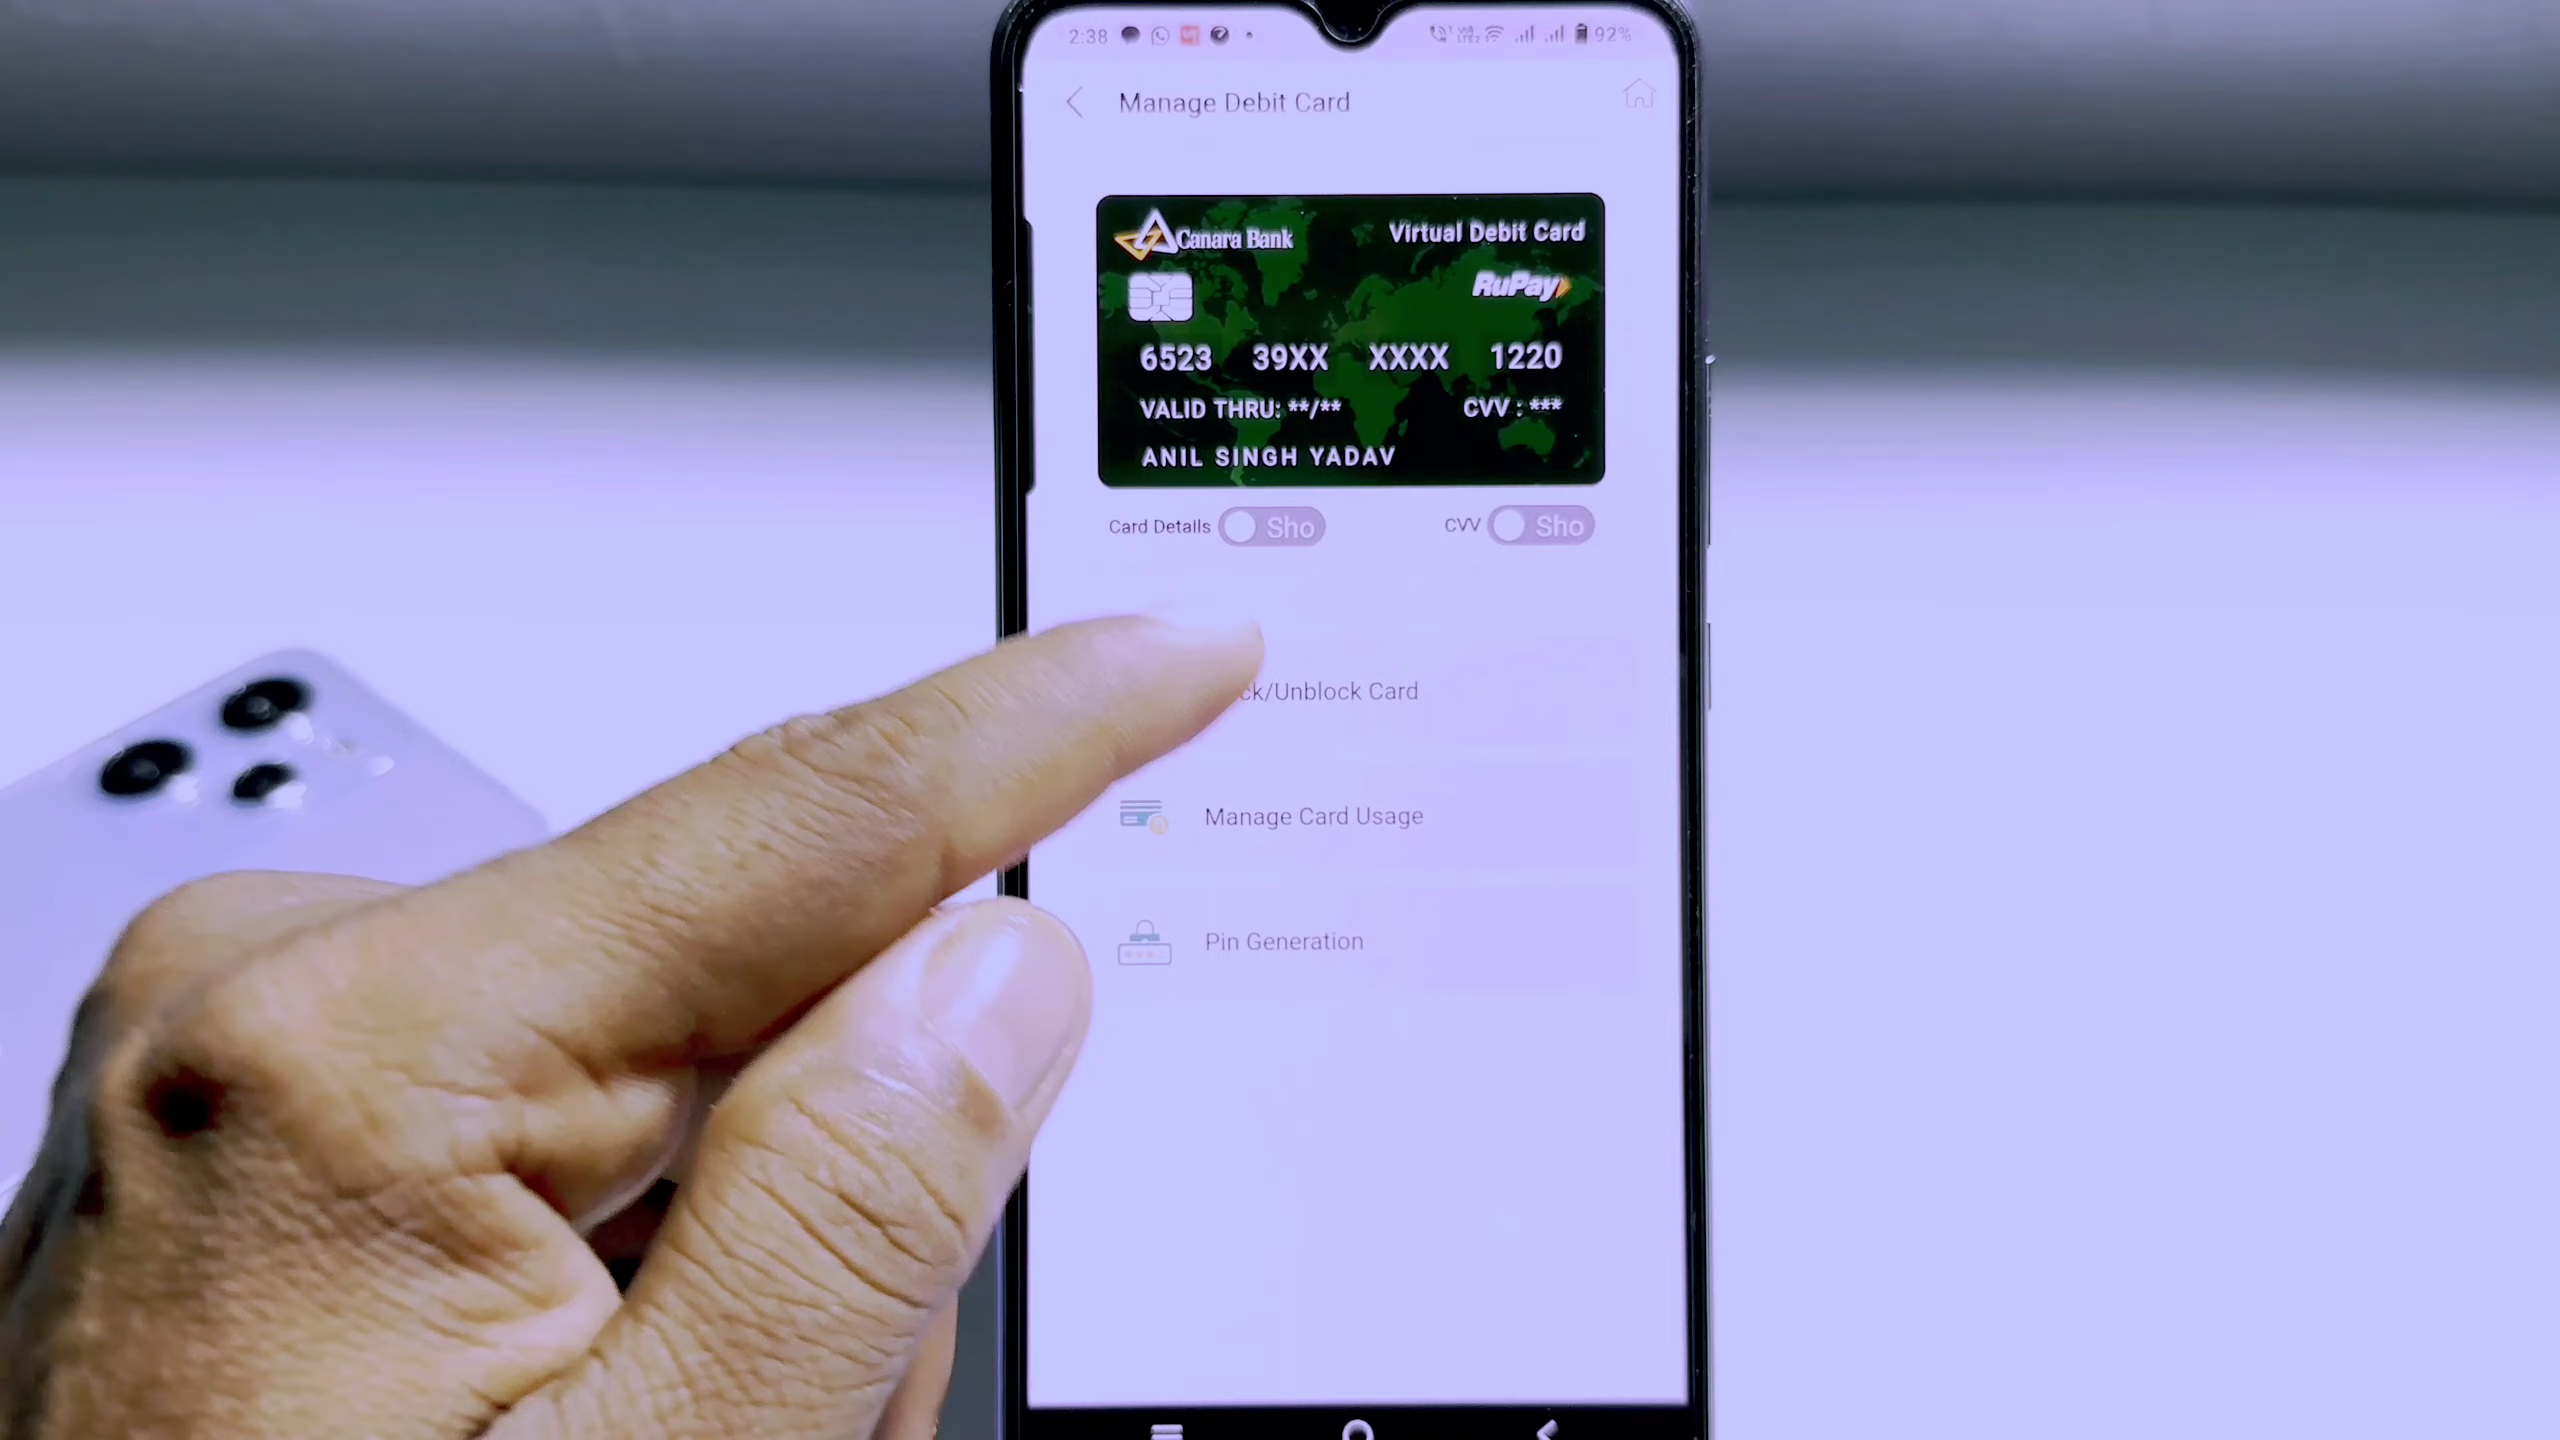 2:38 92%
Manage Debit Card
Canara Bank Virtual Debit Card
RuPay
6523 39XX XXXX 1220
VALID THRU: **/** CVV : ***
ANIL SINGH YADAV
Card Details Sho CVV Sho
ck/Unblock Card
Manage Card Usage
Pin Generation